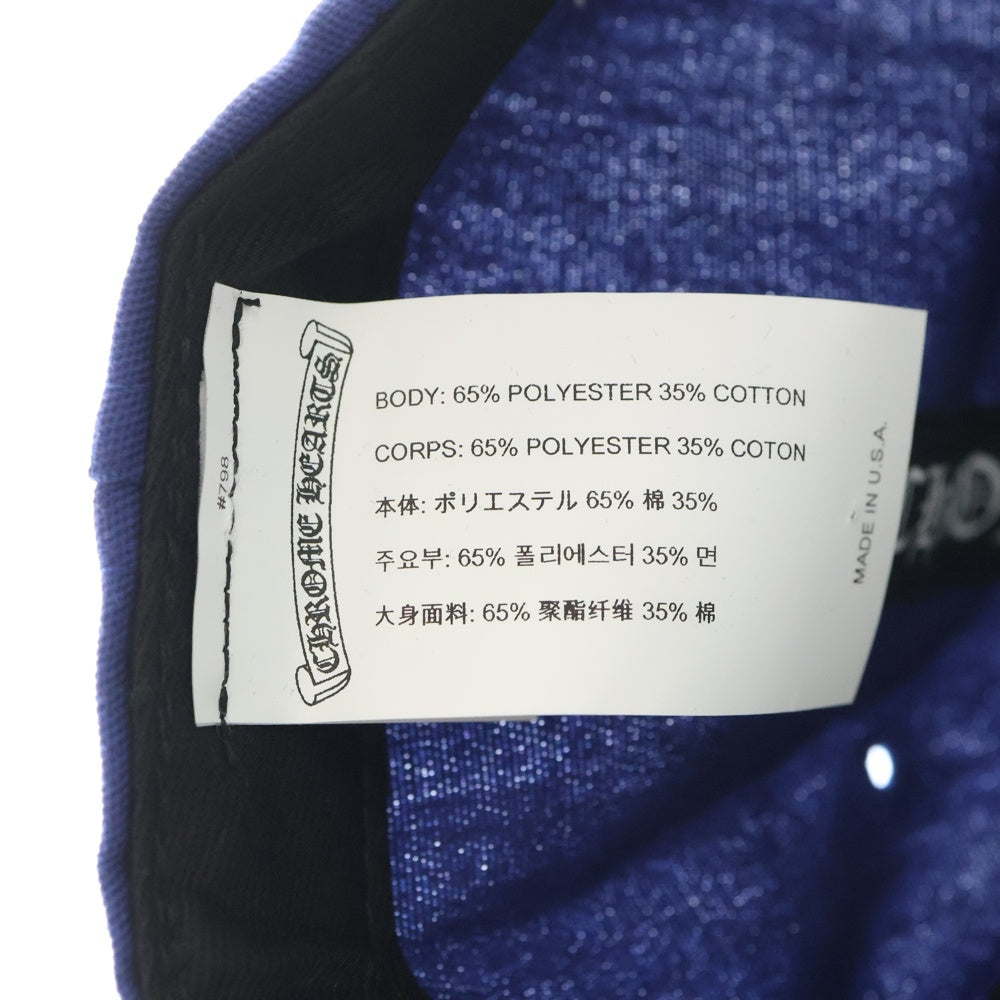 #798
CHROME HEARTS
BODY: 65% POLYESTER 35% COTTON
CORPS: 65% POLYESTER 35% COTON
本体: ポリエステル 65% 棉 35%
주요부: 65% 폴리에스터 35% 면
大身面料: 65% 聚酯纤维 35% 棉
MADE IN U.S.A.